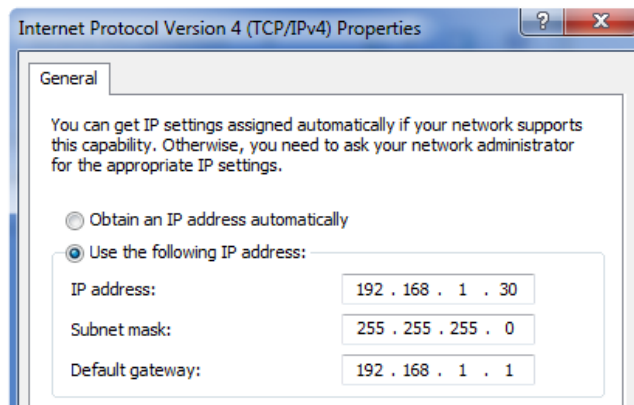 Internet Protocol Version 4 (TCP/IPv4) Properties
General
You can get IP settings assigned automatically if your network supports
this capability. Otherwise, you need to ask your network administrator
for the appropriate IP settings.
Obtain an IP address automatically
Use the following IP address:
IP address: 192 . 168 . 1 . 30
Subnet mask: 255 . 255 . 255 . 0
Default gateway: 192 . 168 . 1 . 1